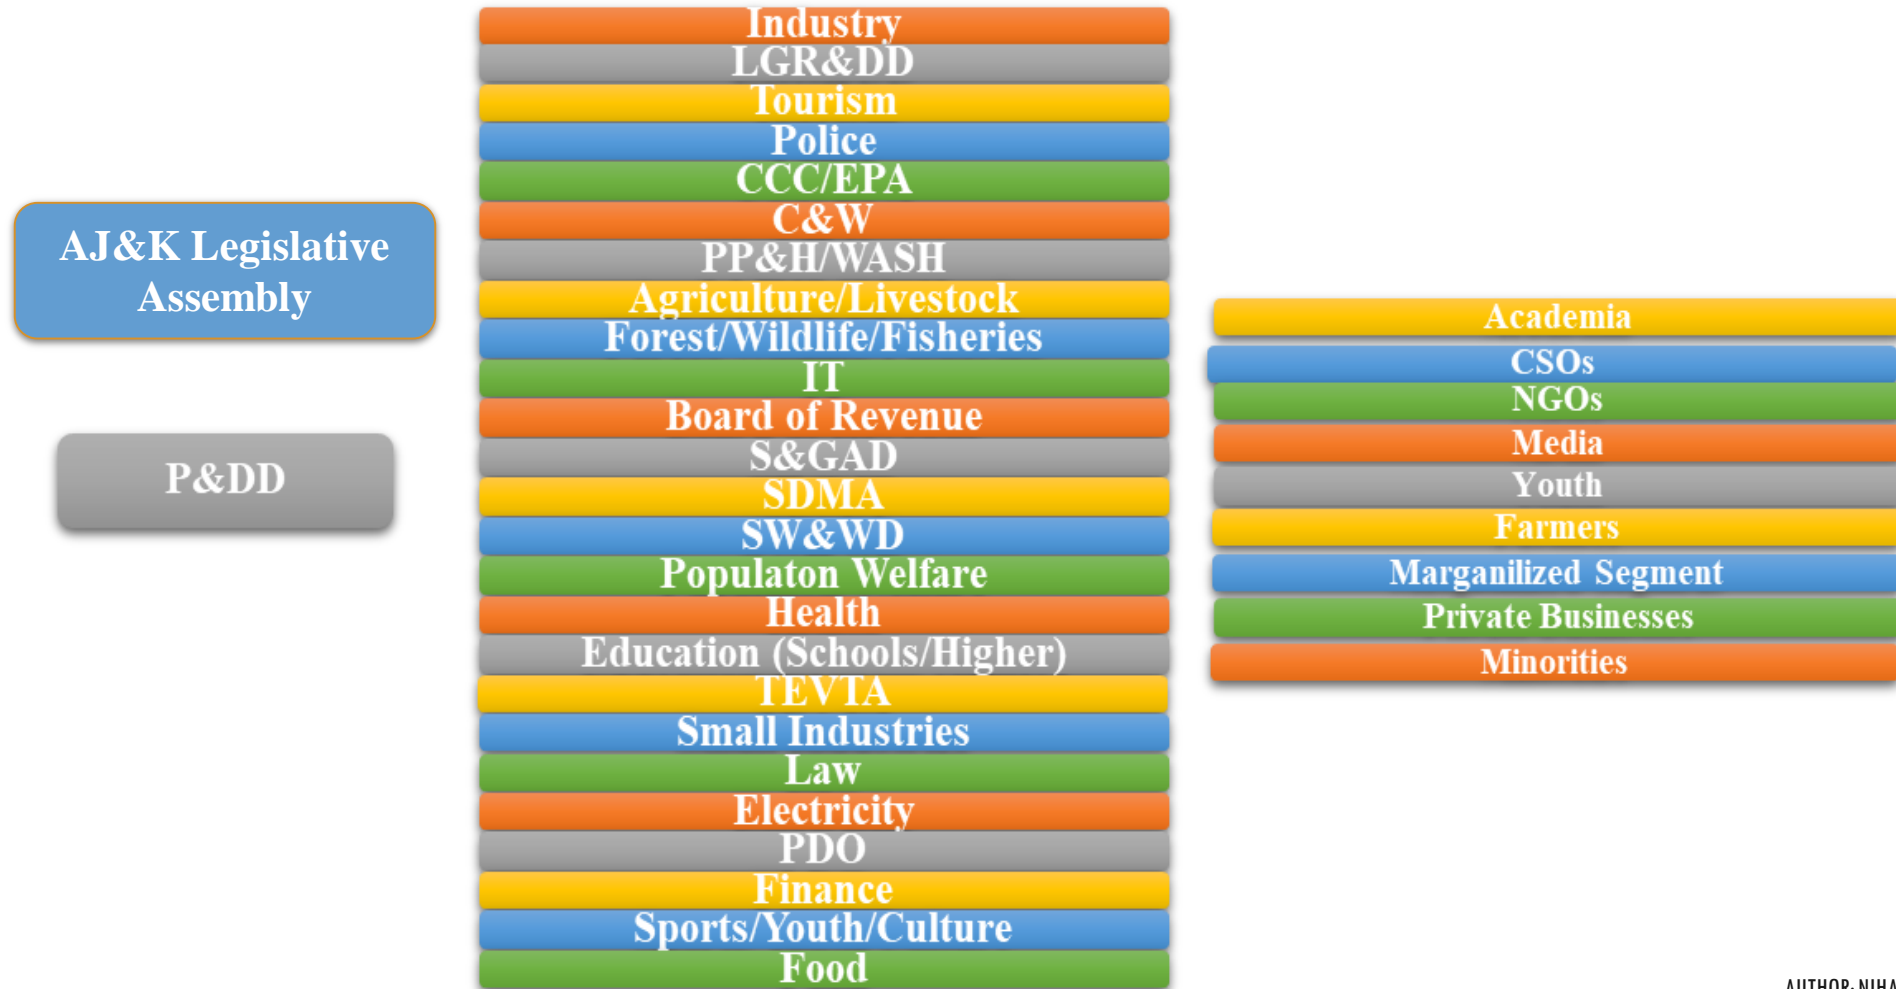 AJ&K Legislative
Assembly
P&DD
Industry
LGR&DD
Tourism
Police
CCC/EPA
C&W
PP&H/WASH
Agriculture/Livestock
Forest/Wildlife/Fisheries
IT
Board of Revenue
S&GAD
SDMA
SW&WD
Populaton Welfare
Health
Education (Schools/Higher)
TEVTA
Small Industries
Law
Electricity
PDO
Finance
Sports/Youth/Culture
Food
Academia
CSOs
NGOs
Media
Youth
Farmers
Marganilized Segment
Private Businesses
Minorities
AUTHOR: